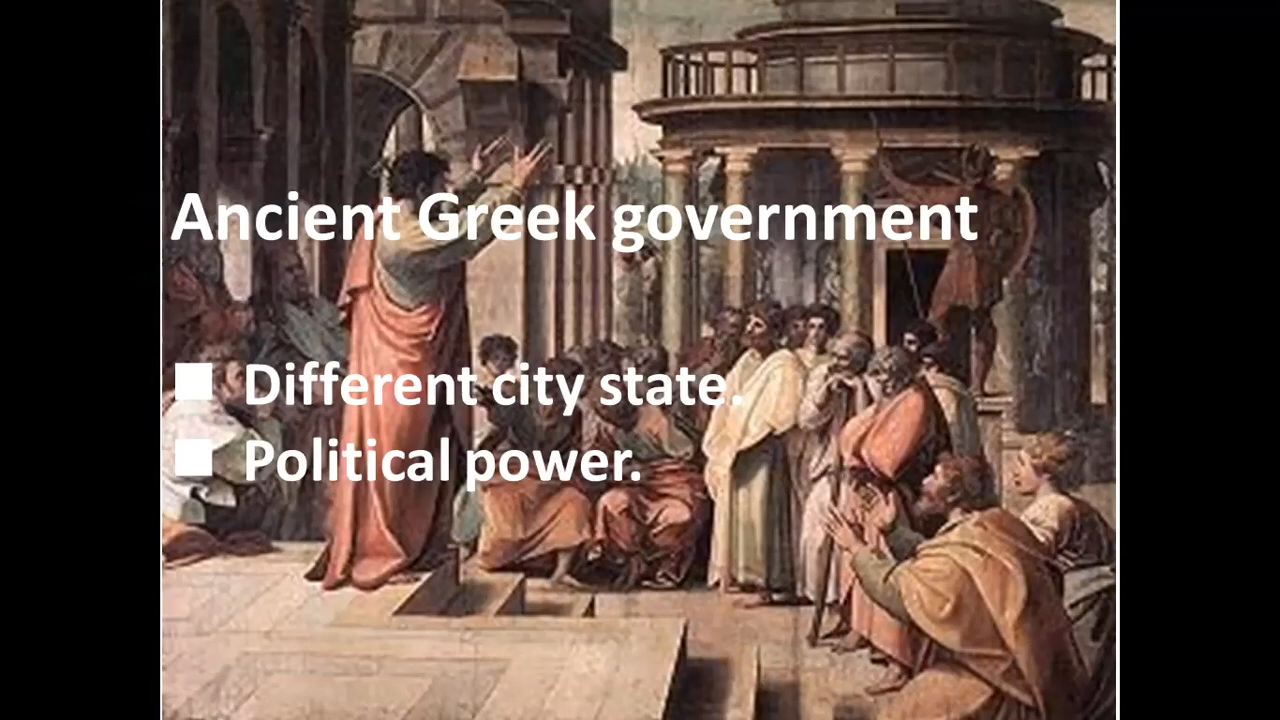 Ancient Greek government
■ Different city state.
■ Political power.